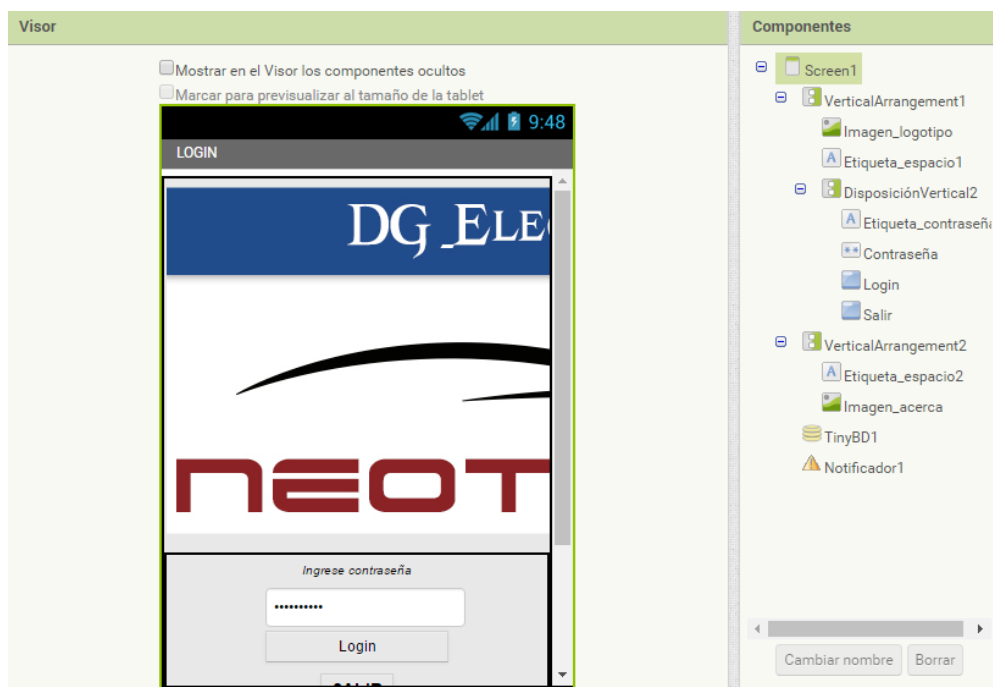 Visor
Mostrar en el Visor los componentes ocultos
Marcar para previsualizar al tamaño de la tablet
9:48
LOGIN
DG_ELE
NEOT
Ingrese contraseña
••••••••••
Login
Componentes
Screen1
VerticalArrangement1
Imagen_logotipo
A Etiqueta_espacio1
DisposiciónVertical2
A Etiqueta_contraseña
** Contraseña
Login
Salir
VerticalArrangement2
A Etiqueta_espacio2
Imagen_acerca
TinyBD1
Notificador1
Cambiar nombre Borrar